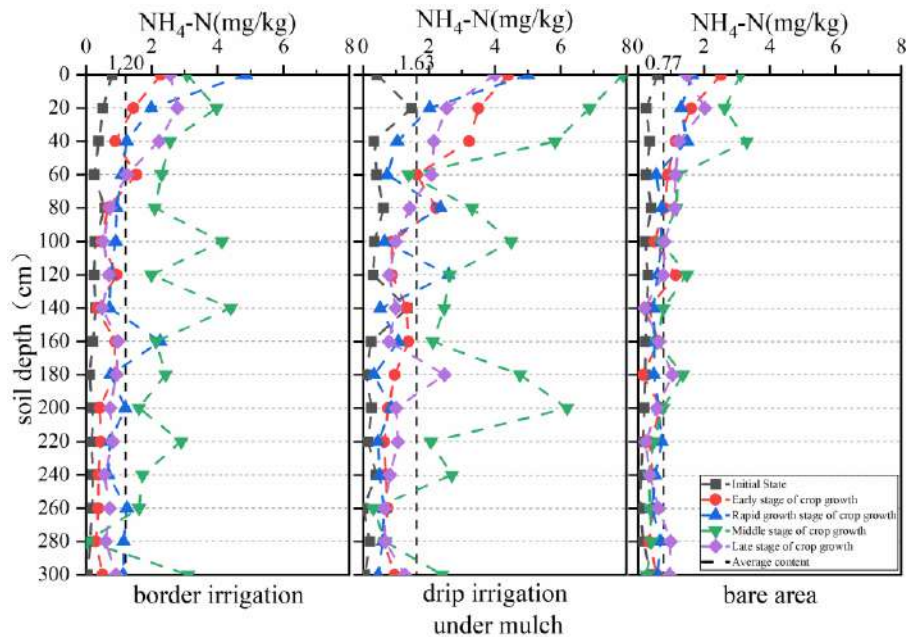 NH₄-N(mg/kg) NH₄-N(mg/kg) NH₄-N(mg/kg)
0 2 4 6 8 0 2 4 6 8 0 2 4 6 8
1.20 1.63 0.77
0
20
40
60
80
100
120
140
160
180
200
220
240
260
280
300
soil depth（cm）
Initial State
Early stage of crop growth
Rapid growth stage of crop growth
Middle stage of crop growth
Late stage of crop growth
Average content
border irrigation drip irrigation bare area
under mulch